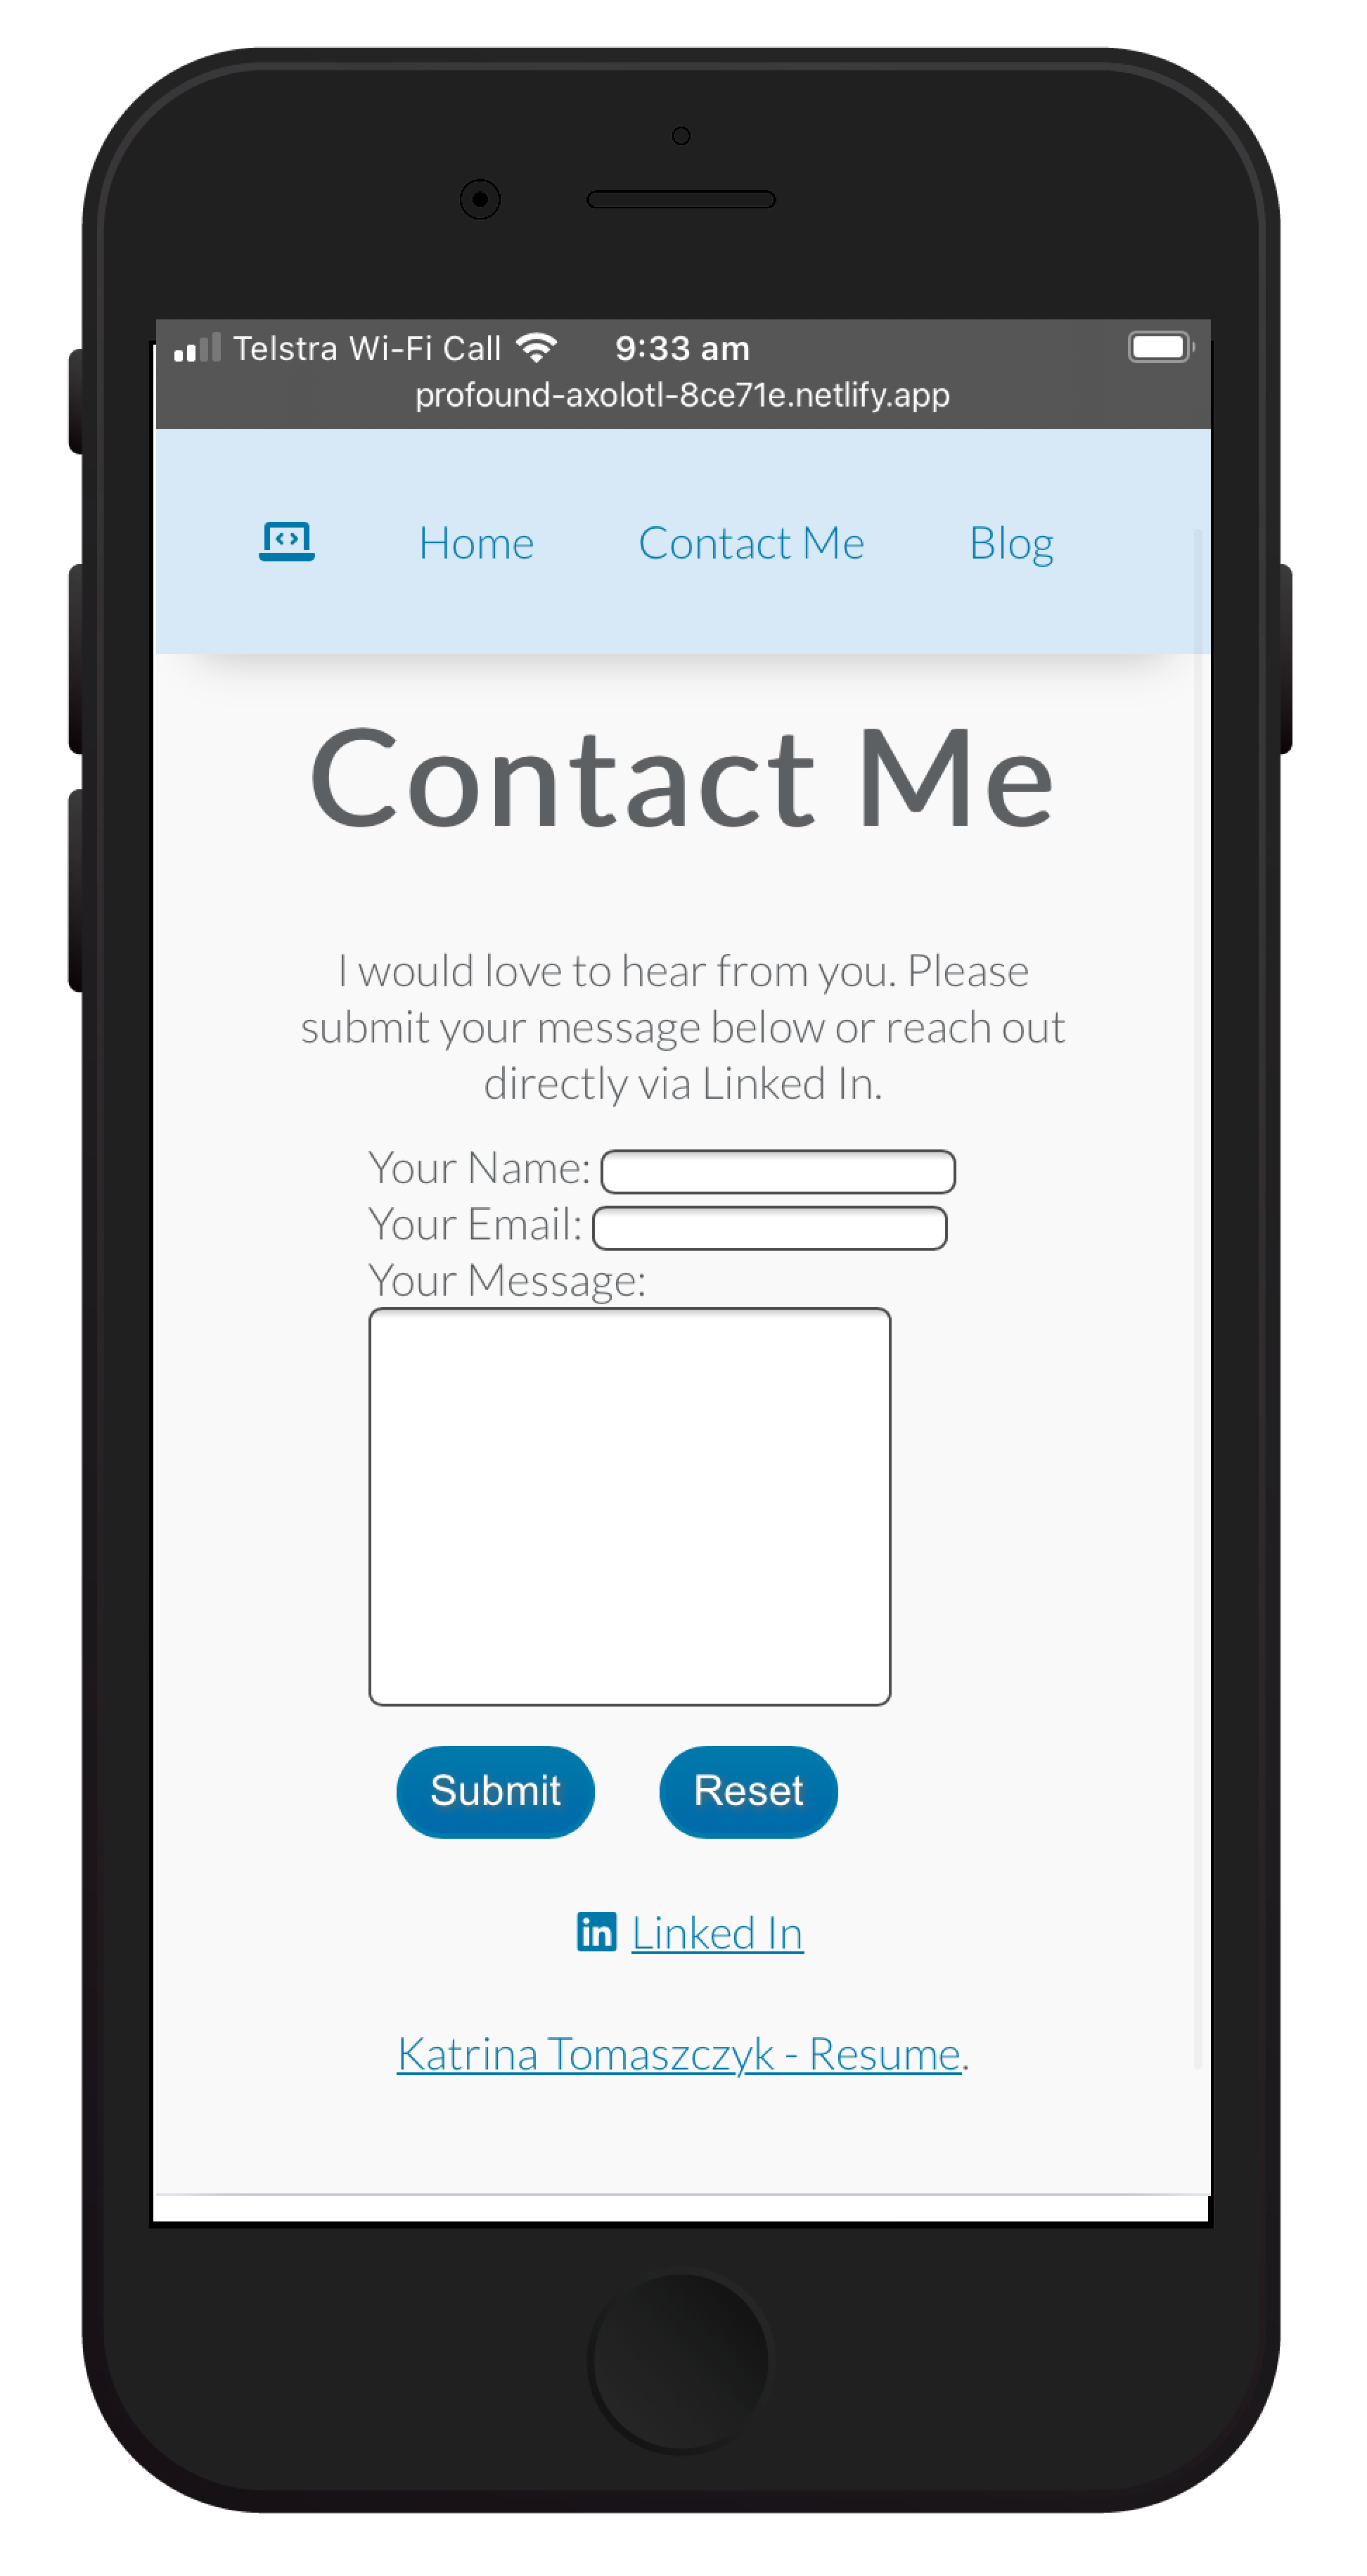 Telstra Wi-Fi Call 9:33 am
profound-axolotl-8ce71e.netlify.app
Home Contact Me Blog
Contact Me
I would love to hear from you. Please
submit your message below or reach out
directly via Linked In.
Your Name:
Your Email:
Your Message:
Submit Reset
in Linked In
Katrina Tomaszczyk - Resume.